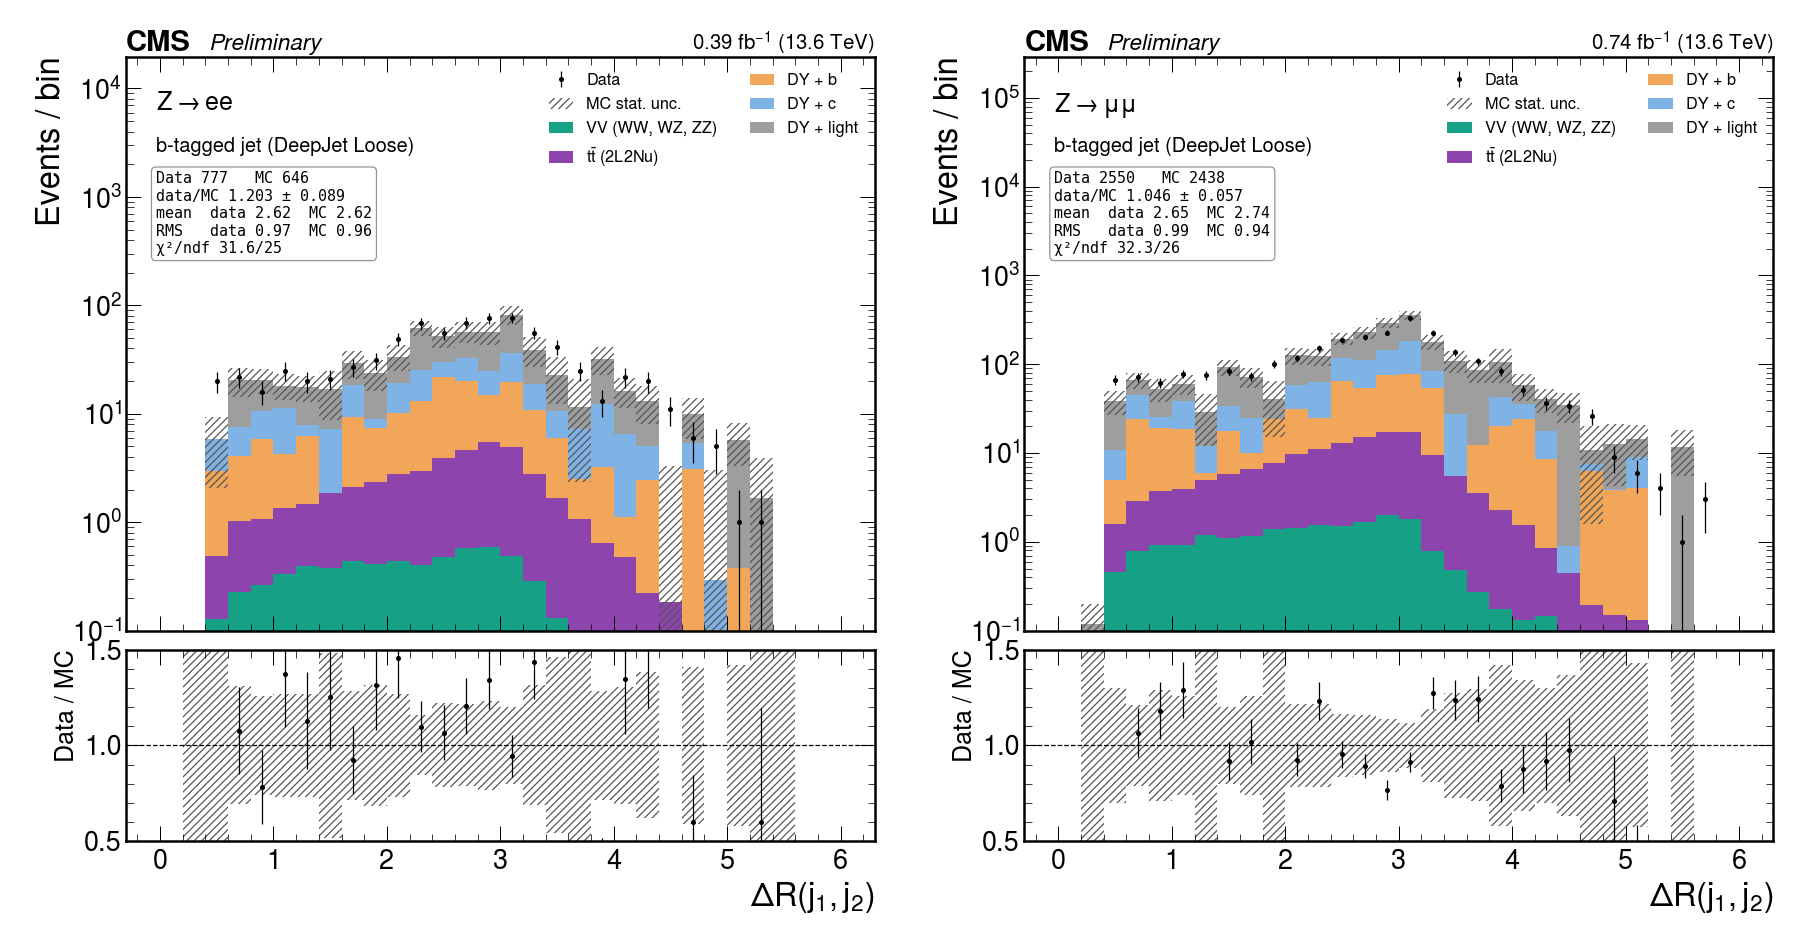 CMS Preliminary 0.39 fb⁻¹ (13.6 TeV)
Events / bin
Z → ee
b-tagged jet (DeepJet Loose)
Data 777 MC 646
data/MC 1.203 ± 0.089
mean data 2.62 MC 2.62
RMS data 0.97 MC 0.96
χ²/ndf 31.6/25
Data
MC stat. unc.
VV (WW, WZ, ZZ)
tt̄ (2L2Nu)
DY + b
DY + c
DY + light
10⁴
10³
10²
10¹
10⁰
10⁻¹
Data / MC
1.5
1.0
0.5
0 1 2 3 4 5 6
ΔR(j₁, j₂)
CMS Preliminary 0.74 fb⁻¹ (13.6 TeV)
Events / bin
Z → μμ
b-tagged jet (DeepJet Loose)
Data 2550 MC 2438
data/MC 1.046 ± 0.057
mean data 2.65 MC 2.74
RMS data 0.99 MC 0.94
χ²/ndf 32.3/26
Data
MC stat. unc.
VV (WW, WZ, ZZ)
tt̄ (2L2Nu)
DY + b
DY + c
DY + light
10⁵
10⁴
10³
10²
10¹
10⁰
10⁻¹
Data / MC
1.5
1.0
0.5
0 1 2 3 4 5 6
ΔR(j₁, j₂)